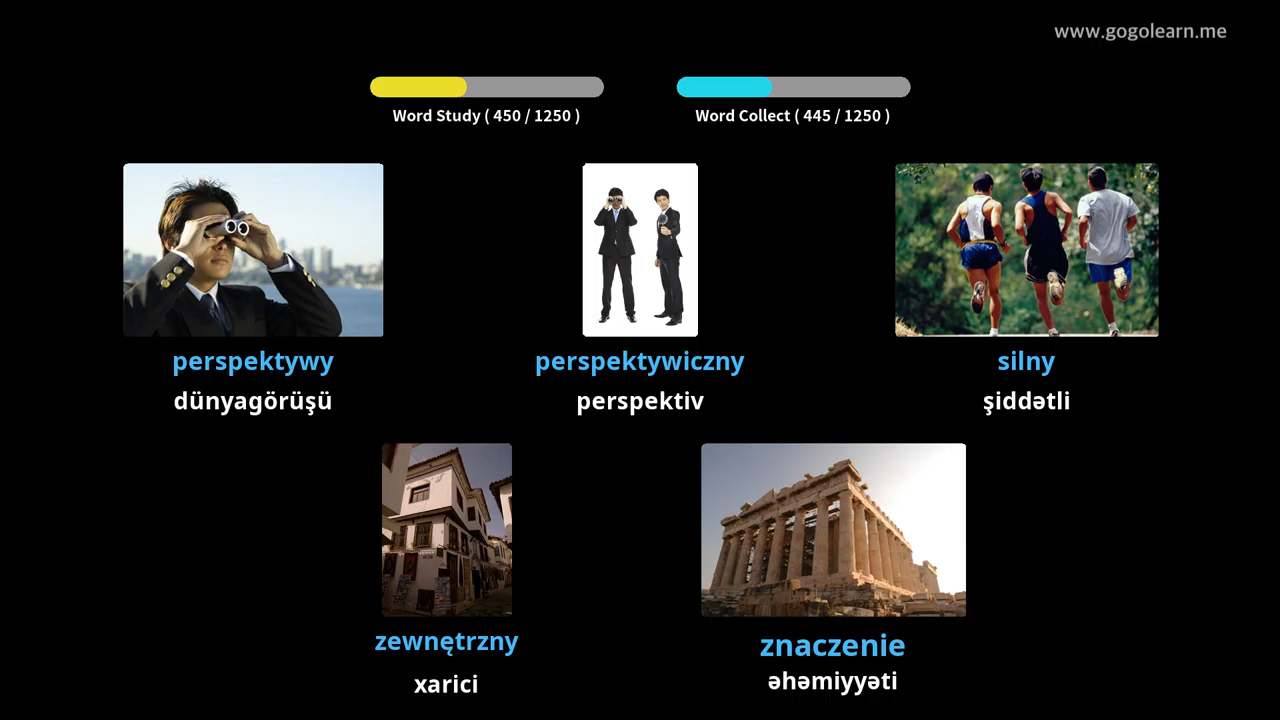 www.gogolearn.me
Word Study ( 450 / 1250 )
Word Collect ( 445 / 1250 )
perspektywy
dünyagörüşü
perspektywiczny
perspektiv
silny
şiddətli
zewnętrzny
xarici
znaczenie
əhəmiyyəti